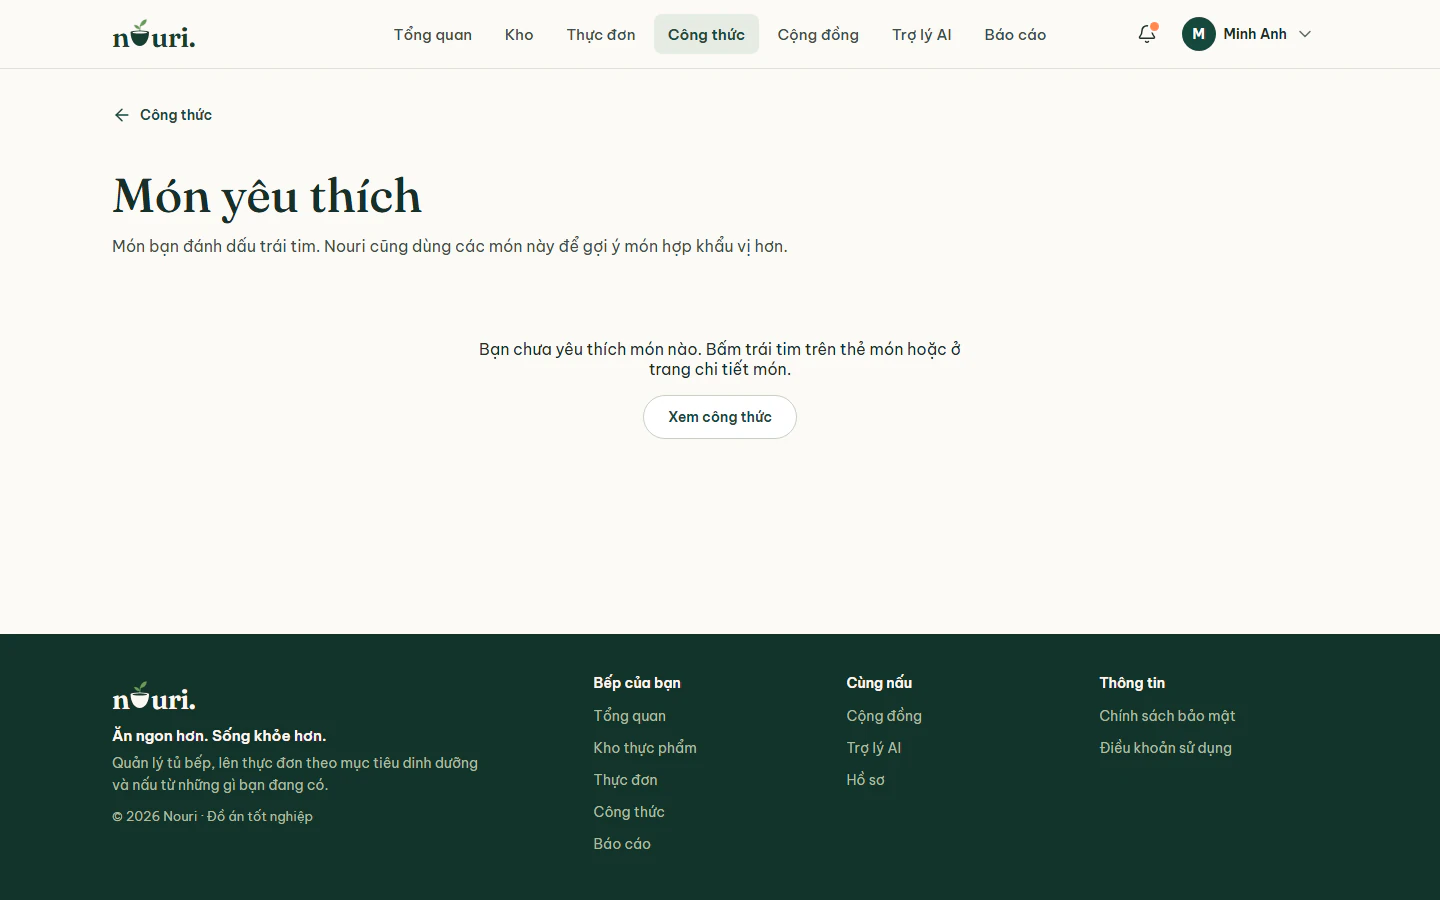 nouri.
Tổng quan
Kho
Thực đơn
Công thức
Cộng đồng
Trợ lý AI
Báo cáo
M
Minh Anh
Công thức
Món yêu thích
Món bạn đánh dấu trái tim. Nouri cũng dùng các món này để gợi ý món hợp khẩu vị hơn.
Bạn chưa yêu thích món nào. Bấm trái tim trên thẻ món hoặc ở
trang chi tiết món.
Xem công thức
nouri.
Ăn ngon hơn. Sống khỏe hơn.
Quản lý tủ bếp, lên thực đơn theo mục tiêu dinh dưỡng
và nấu từ những gì bạn đang có.
© 2026 Nouri · Đồ án tốt nghiệp
Bếp của bạn
Tổng quan
Kho thực phẩm
Thực đơn
Công thức
Báo cáo
Cùng nấu
Cộng đồng
Trợ lý AI
Hồ sơ
Thông tin
Chính sách bảo mật
Điều khoản sử dụng